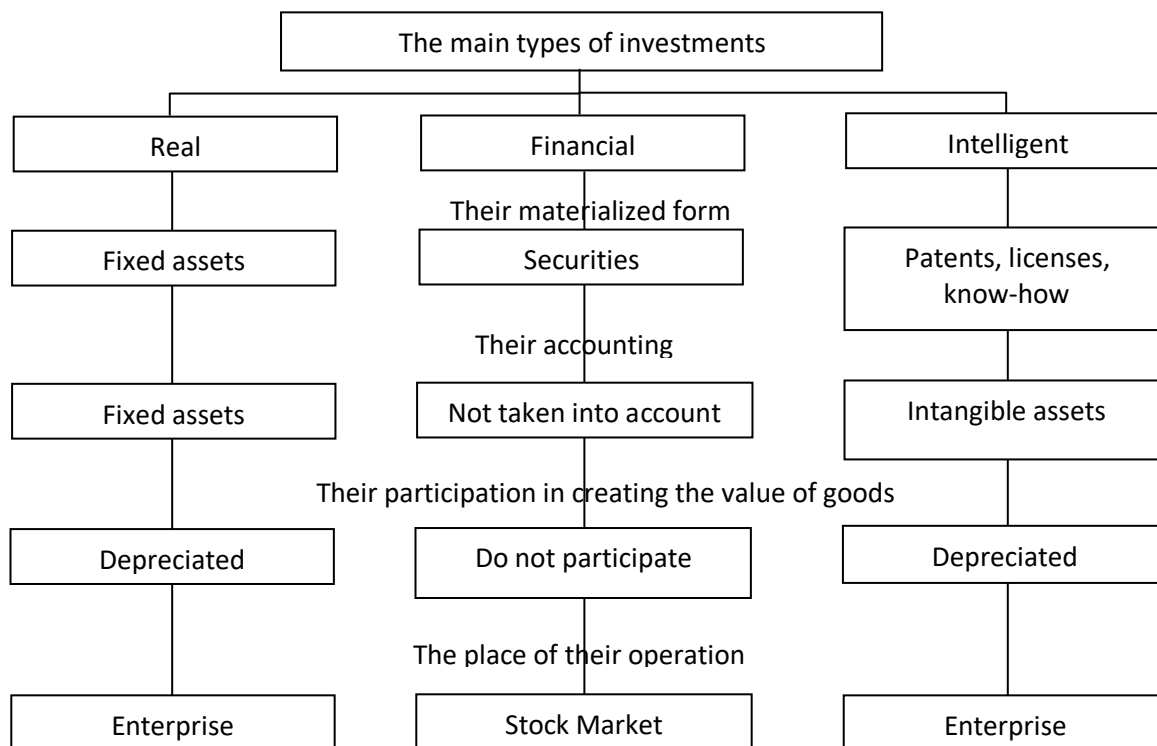 The main types of investments
Real
Financial
Intelligent
Their materialized form
Fixed assets
Securities
Patents, licenses,
know-how
Their accounting
Fixed assets
Not taken into account
Intangible assets
Their participation in creating the value of goods
Depreciated
Do not participate
Depreciated
The place of their operation
Enterprise
Stock Market
Enterprise